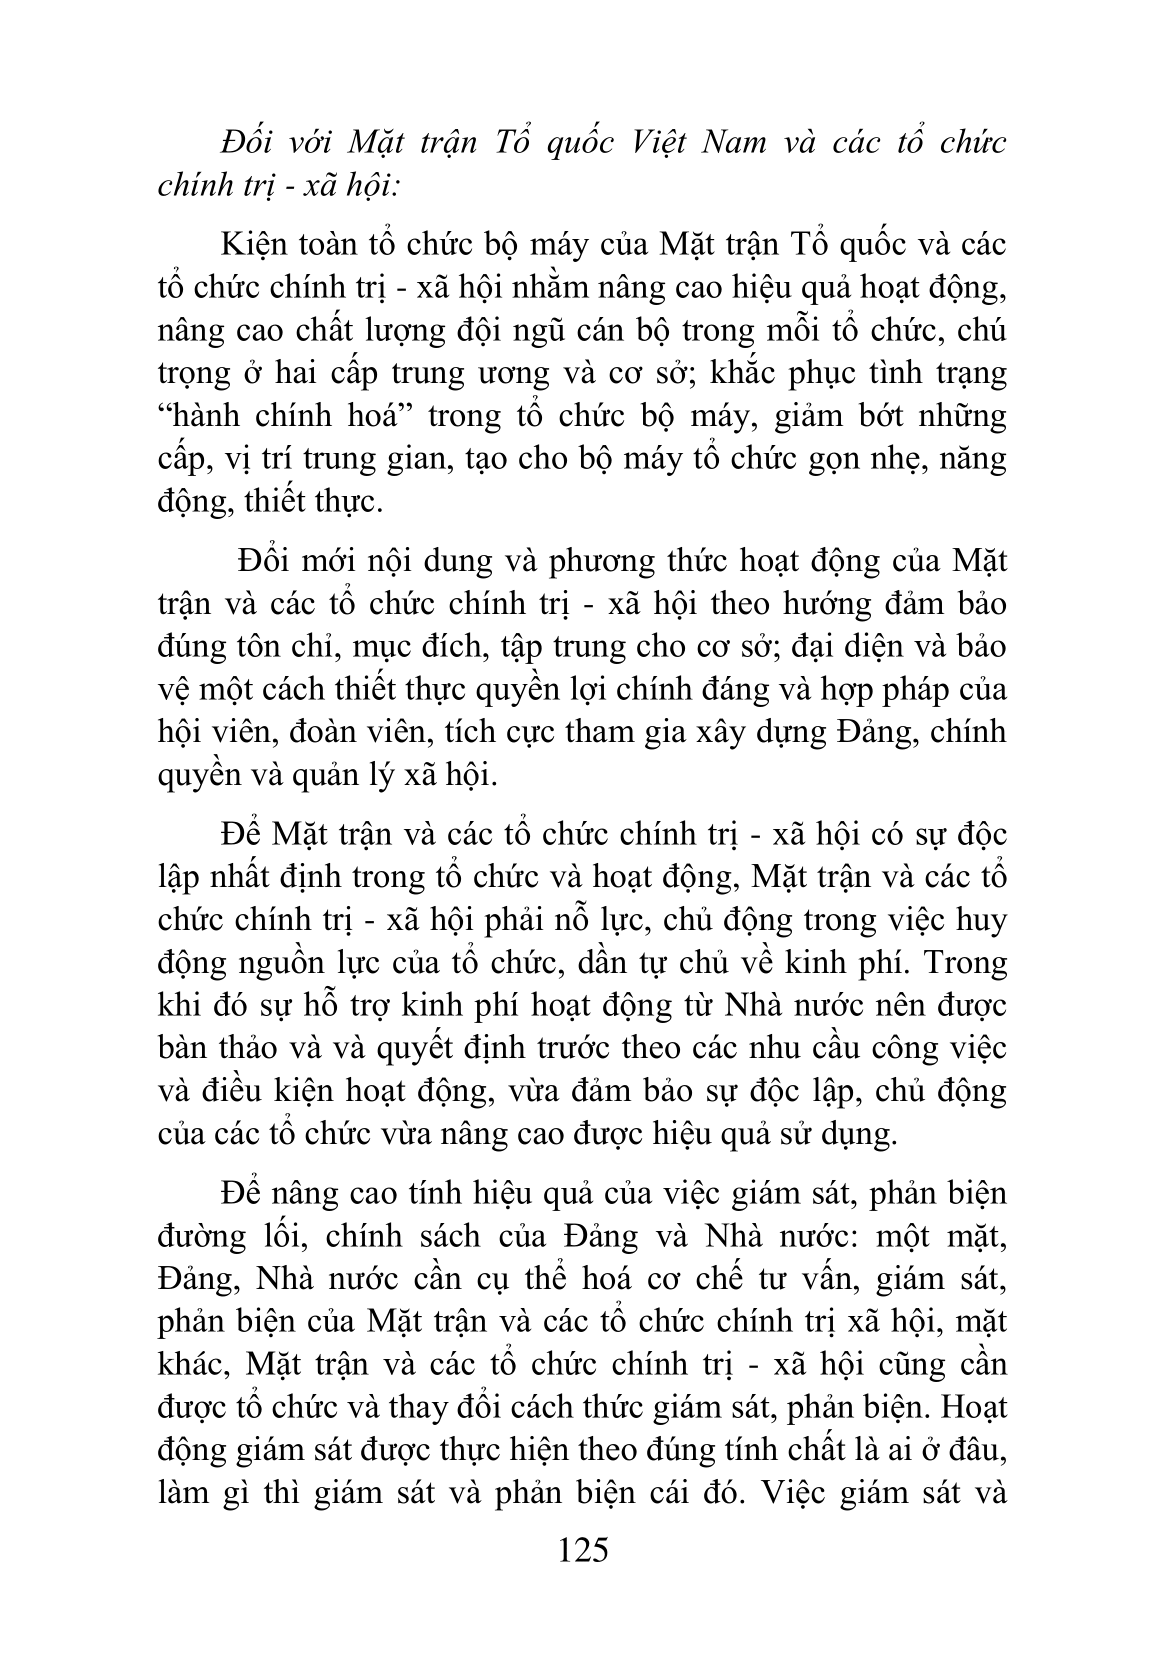 Đối với Mặt trận Tổ quốc Việt Nam và các tổ chức
chính trị - xã hội:
Kiện toàn tổ chức bộ máy của Mặt trận Tổ quốc và các
tổ chức chính trị - xã hội nhằm nâng cao hiệu quả hoạt động,
nâng cao chất lượng đội ngũ cán bộ trong mỗi tổ chức, chú
trọng ở hai cấp trung ương và cơ sở; khắc phục tình trạng
“hành chính hoá” trong tổ chức bộ máy, giảm bớt những
cấp, vị trí trung gian, tạo cho bộ máy tổ chức gọn nhẹ, năng
động, thiết thực.
Đổi mới nội dung và phương thức hoạt động của Mặt
trận và các tổ chức chính trị - xã hội theo hướng đảm bảo
đúng tôn chỉ, mục đích, tập trung cho cơ sở; đại diện và bảo
vệ một cách thiết thực quyền lợi chính đáng và hợp pháp của
hội viên, đoàn viên, tích cực tham gia xây dựng Đảng, chính
quyền và quản lý xã hội.
Để Mặt trận và các tổ chức chính trị - xã hội có sự độc
lập nhất định trong tổ chức và hoạt động, Mặt trận và các tổ
chức chính trị - xã hội phải nỗ lực, chủ động trong việc huy
động nguồn lực của tổ chức, dần tự chủ về kinh phí. Trong
khi đó sự hỗ trợ kinh phí hoạt động từ Nhà nước nên được
bàn thảo và và quyết định trước theo các nhu cầu công việc
và điều kiện hoạt động, vừa đảm bảo sự độc lập, chủ động
của các tổ chức vừa nâng cao được hiệu quả sử dụng.
Để nâng cao tính hiệu quả của việc giám sát, phản biện
đường lối, chính sách của Đảng và Nhà nước: một mặt,
Đảng, Nhà nước cần cụ thể hoá cơ chế tư vấn, giám sát,
phản biện của Mặt trận và các tổ chức chính trị xã hội, mặt
khác, Mặt trận và các tổ chức chính trị - xã hội cũng cần
được tổ chức và thay đổi cách thức giám sát, phản biện. Hoạt
động giám sát được thực hiện theo đúng tính chất là ai ở đâu,
làm gì thì giám sát và phản biện cái đó. Việc giám sát và
125